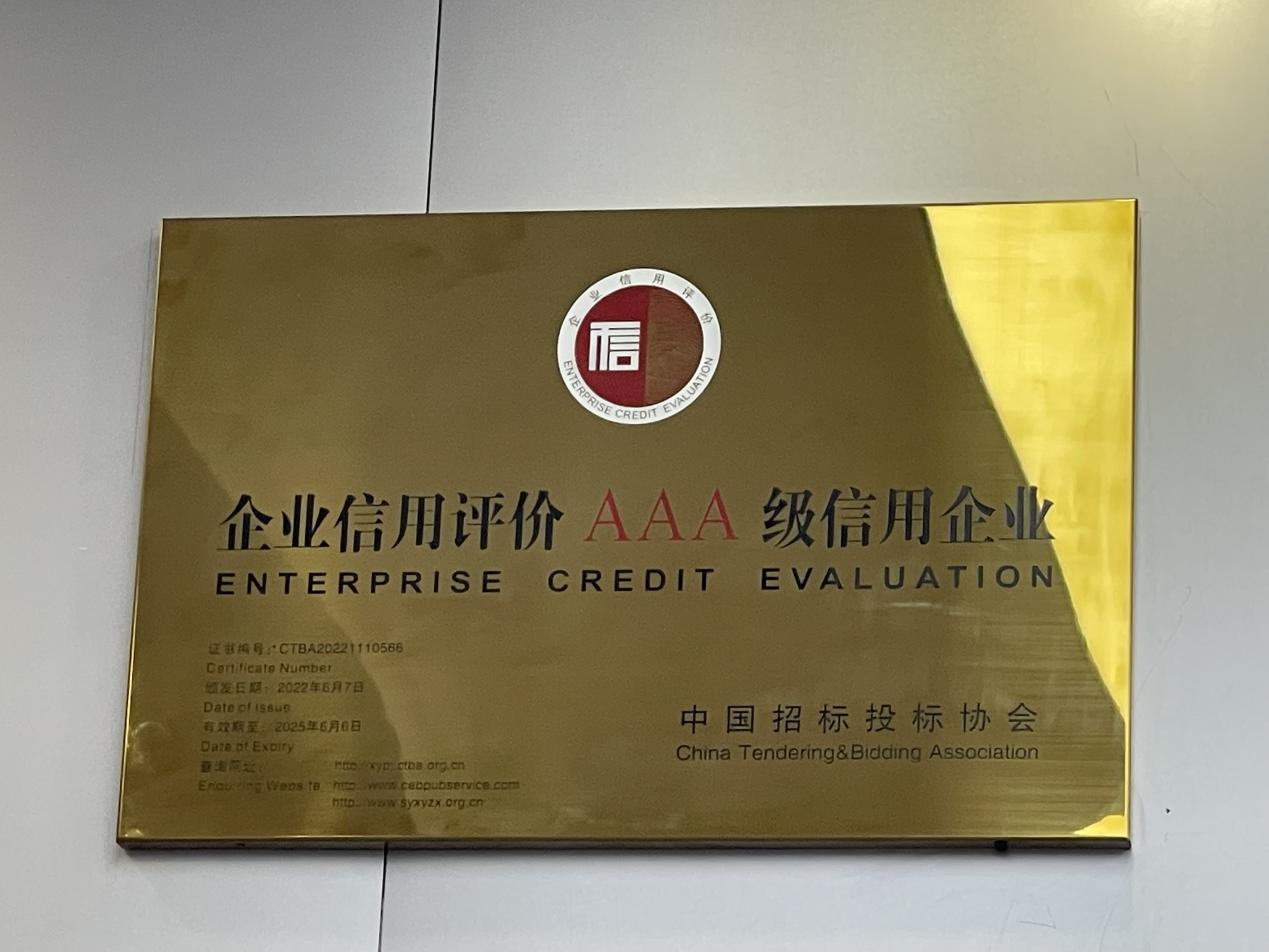 企业信用评价
信
ENTERPRISE CREDIT EVALUATION
企业信用评价 AAA 级信用企业
ENTERPRISE CREDIT EVALUATION
证书编号: CTBA20221110566
Certificate Number
颁发日期: 2022年6月7日
Date of issue
有效期至: 2025年6月6日
Date of Expiry
查询网址: http://xypj.ctba.org.cn
Enquiring Website http://www.cebpubservice.com
http://www.syxyzx.org.cn
中国招标投标协会
China Tendering&Bidding Association